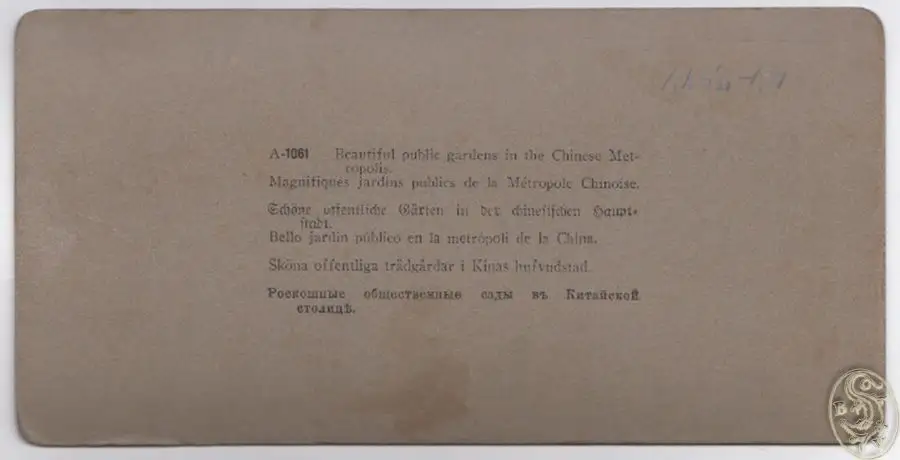 A-1061 Beautiful public gardens in the Chinese Met-
ropolis.
Magnifiques jardins publics de la Métropole Chinoise.
Schöne öffentliche Gärten in der chinesischen Haupt-
stadt.
Bello jardin público en la metrópoli de la China.
Sköna offentliga trädgårdar i Kinas hufvudstad.
Роскошные общественные сады въ Китайской
столицѣ.